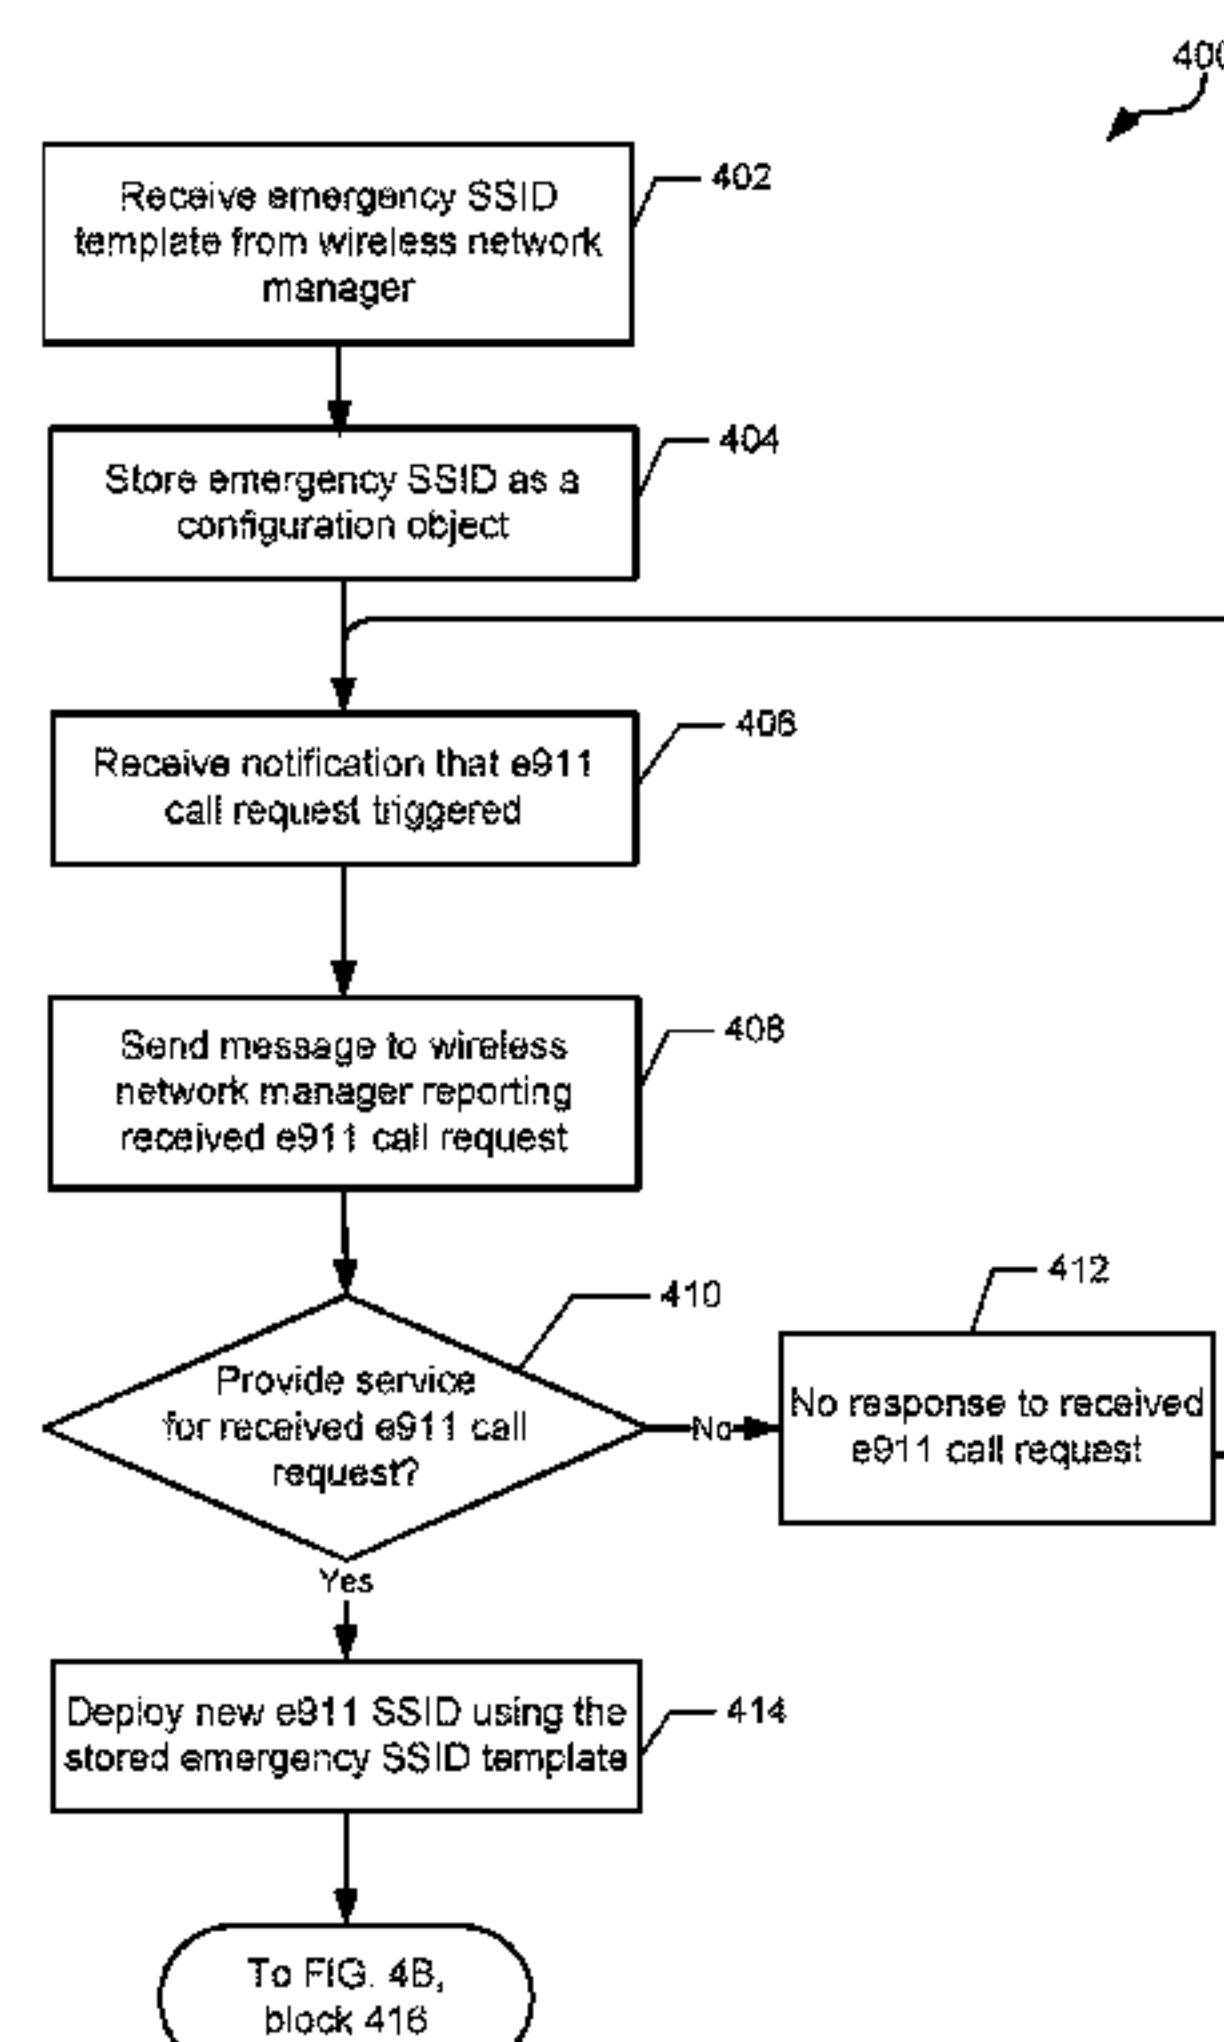 400
Receive emergency SSID
template from wireless network
manager
402
Store emergency SSID as a
configuration object
404
Receive notification that e911
call request triggered
406
Send message to wireless
network manager reporting
received e911 call request
408
Provide service
for received e911 call
request?
410
No
No response to received
e911 call request
412
Yes
Deploy new e911 SSID using the
stored emergency SSID template
414
To FIG. 4B,
block 416